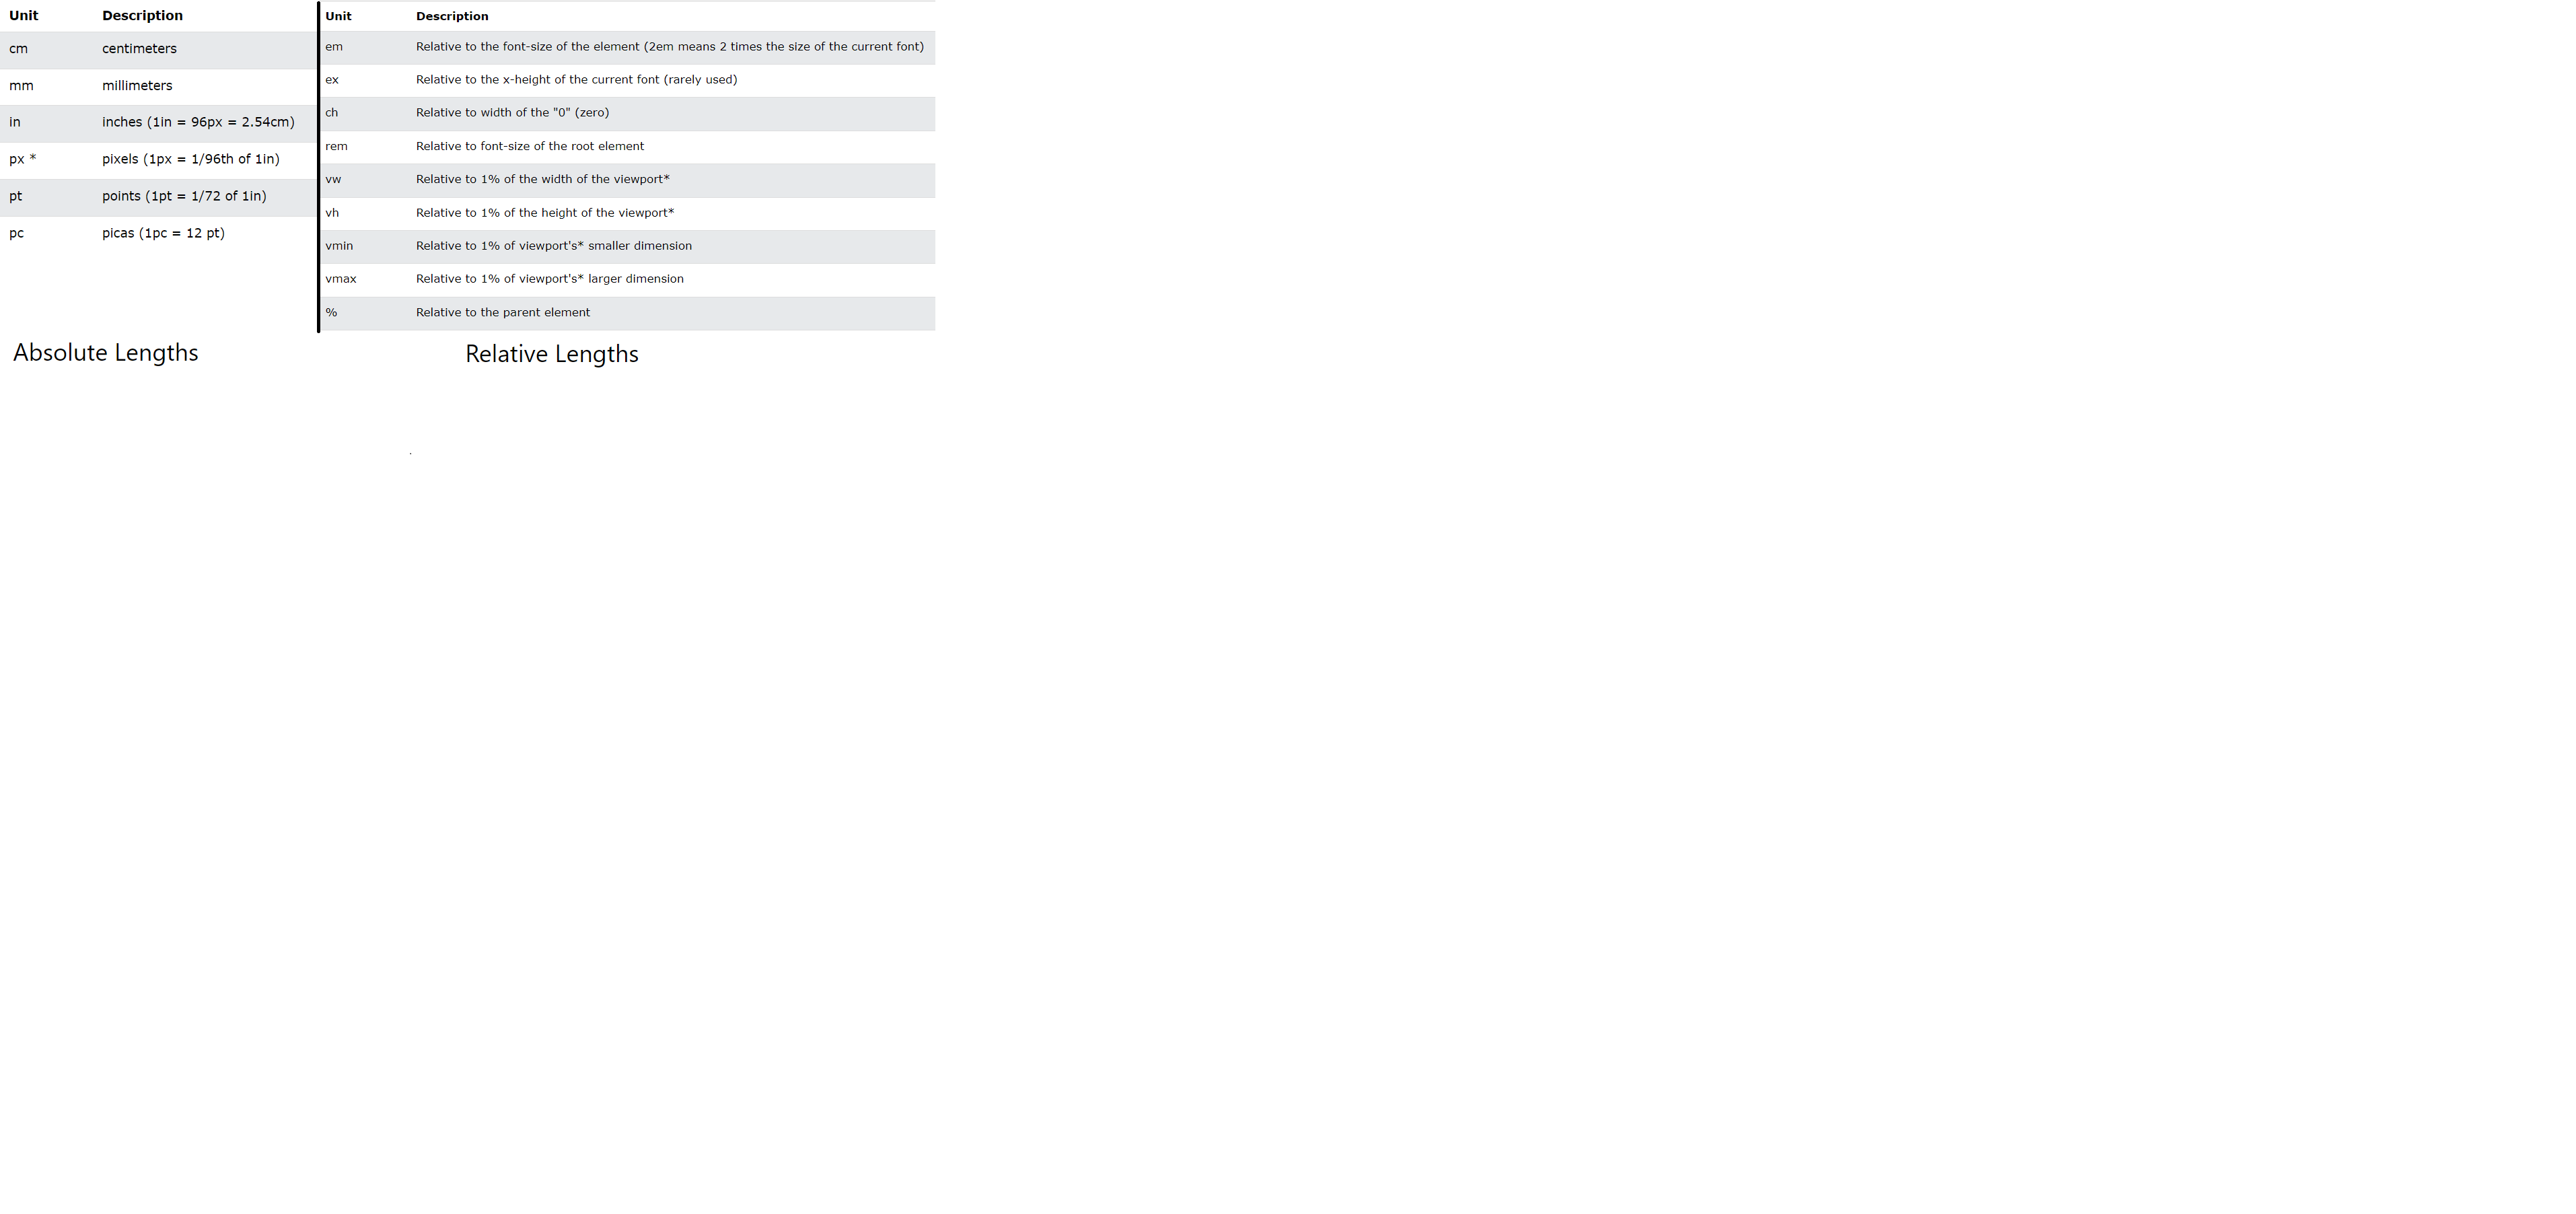 Unit Description
cm centimeters
mm millimeters
in inches (1in = 96px = 2.54cm)
px * pixels (1px = 1/96th of 1in)
pt points (1pt = 1/72 of 1in)
pc picas (1pc = 12 pt)
Absolute Lengths
Unit Description
em Relative to the font-size of the element (2em means 2 times the size of the current font)
ex Relative to the x-height of the current font (rarely used)
ch Relative to width of the "0" (zero)
rem Relative to font-size of the root element
vw Relative to 1% of the width of the viewport*
vh Relative to 1% of the height of the viewport*
vmin Relative to 1% of viewport's* smaller dimension
vmax Relative to 1% of viewport's* larger dimension
% Relative to the parent element
Relative Lengths